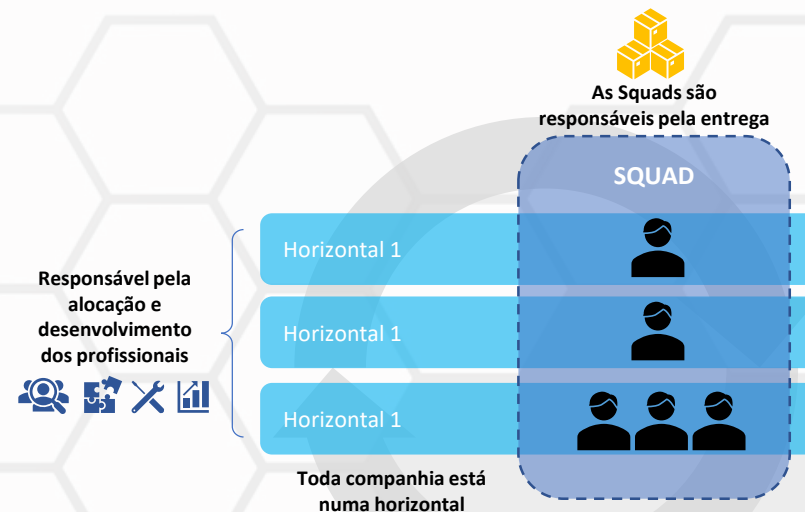 As Squads são
responsáveis pela entrega
SQUAD
Horizontal 1
Responsável pela
alocação e
desenvolvimento
dos profissionais
Horizontal 1
Horizontal 1
Toda companhia está
numa horizontal